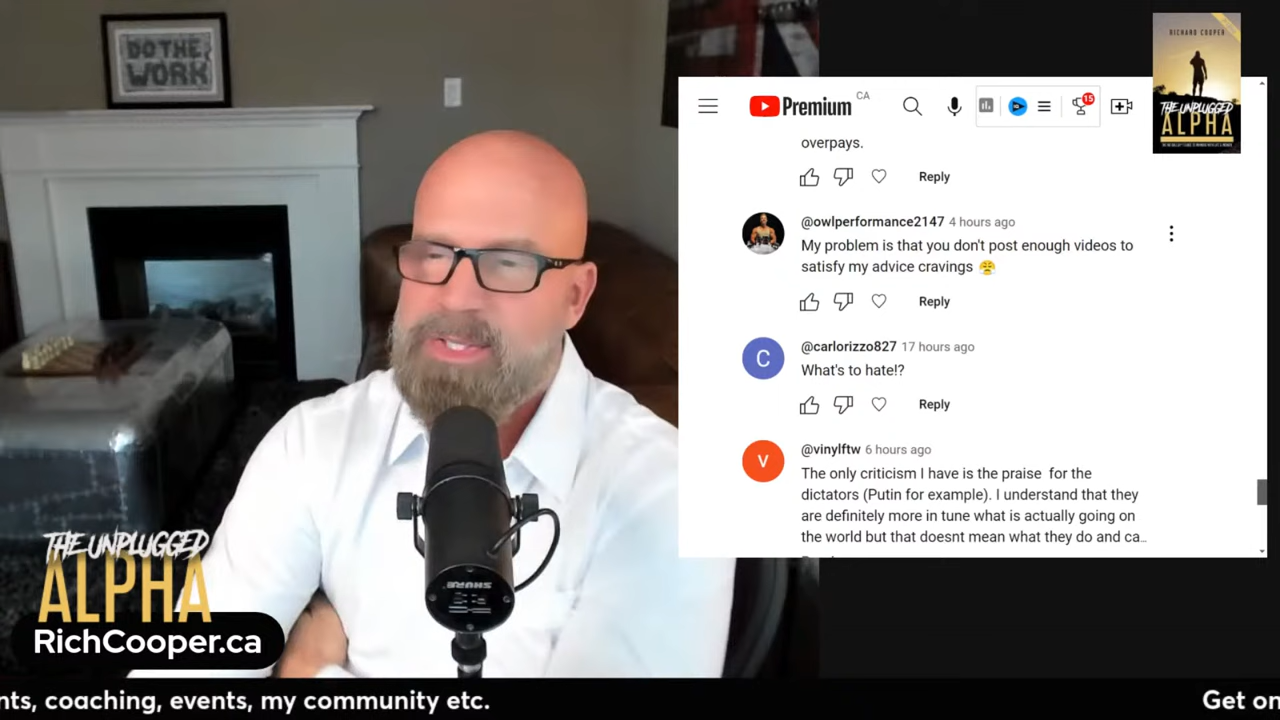 DO THE
WORK
RICHARD COOPER
THE UNPLUGGED
ALPHA
Premium
CA
15
overpays.
Reply
@owlperformance2147 4 hours ago
My problem is that you don't post enough videos to
satisfy my advice cravings 😤
Reply
C
@carlorizzo827 17 hours ago
What's to hate!?
Reply
V
@vinylftw 6 hours ago
The only criticism I have is the praise for the
dictators (Putin for example). I understand that they
are definitely more in tune what is actually going on
the world but that doesnt mean what they do and ca...
SHURE
THE UNPLUGGED
ALPHA
RichCooper.ca
nts, coaching, events, my community etc.
Get on